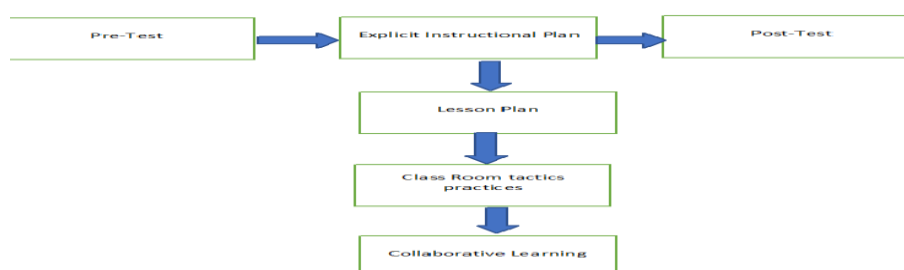 Pre-Test
Explicit Instructional Plan
Post-Test
Lesson Plan
Class Room tactics
practices
Collaborative Learning